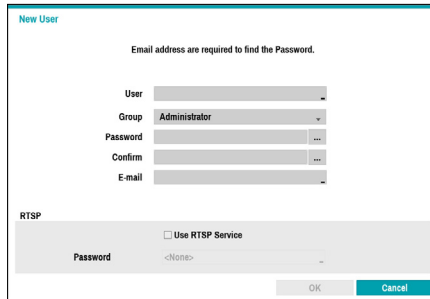 New User
Email address are required to find the Password.
User
Group Administrator
Password ...
Confirm ...
E-mail
RTSP
Use RTSP Service
Password <None>
OK Cancel